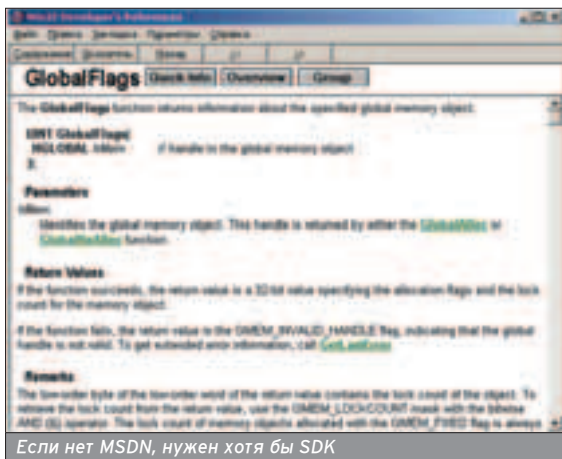 Win32 Developer's Reference
Файл Правка Закладка Параметры Справка
Содержание Указатель Назад << >>
GlobalFlags Quick Info Overview Group
The GlobalFlags function returns information about the specified global memory object.
UINT GlobalFlags(
HGLOBAL hMem // handle to the global memory object
);
Parameters
hMem
Identifies the global memory object. This handle is returned by either the GlobalAlloc or
GlobalReAlloc function.
Return Values
If the function succeeds, the return value is a 32-bit value specifying the allocation flags and the lock
count for the memory object.
If the function fails, the return value is the GMEM_INVALID_HANDLE flag, indicating that the global
handle is not valid. To get extended error information, call GetLastError.
Remarks
The low-order byte of the low-order word of the return value contains the lock count of the object. To
retrieve the lock count from the return value, use the GMEM_LOCKCOUNT mask with the bitwise
AND (&) operator. The lock count of memory objects allocated with the GMEM_FIXED flag is always
Если нет MSDN, нужен хотя бы SDK